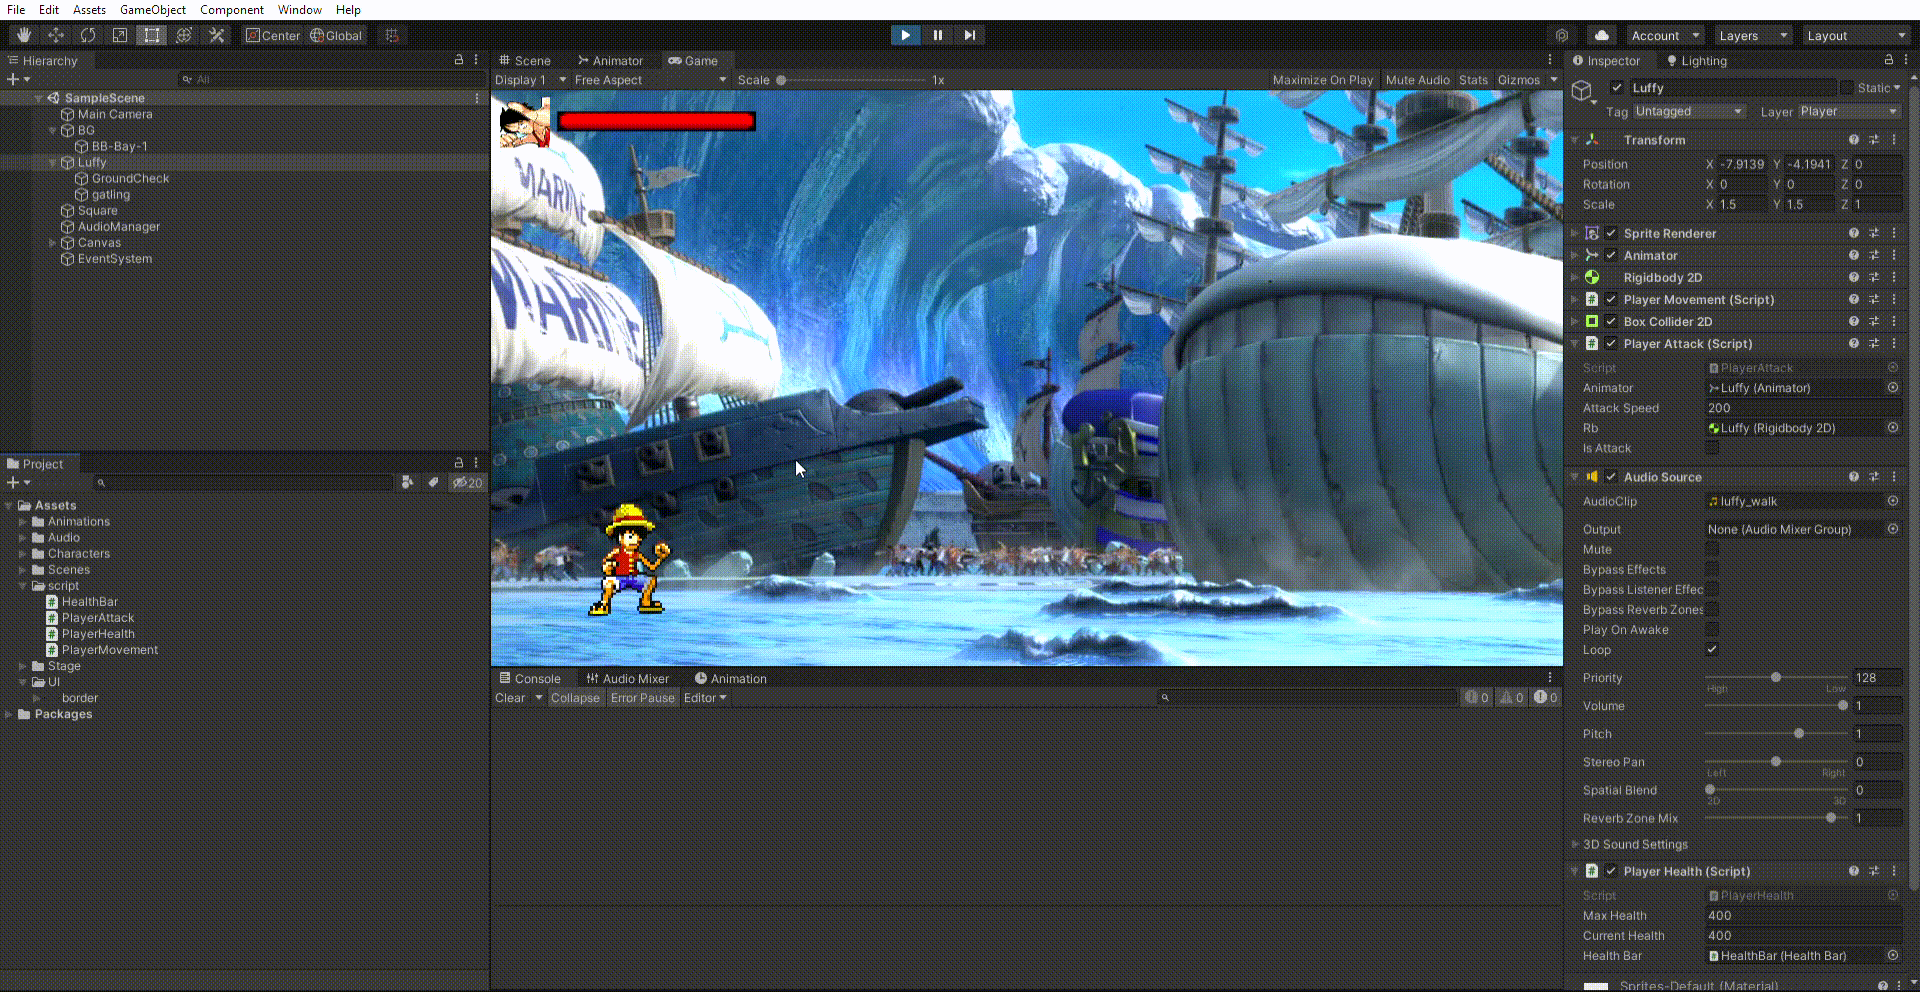 File Edit Assets GameObject Component Window Help
Center Global
Account Layers Layout
Hierarchy
All
SampleScene
Main Camera
BG
BB-Bay-1
Luffy
GroundCheck
gatling
Square
AudioManager
Canvas
EventSystem
Project
20
Assets
Animations
Audio
Characters
Scenes
script
HealthBar
PlayerAttack
PlayerHealth
PlayerMovement
Stage
UI
border
Packages
Scene Animator Game
Display 1 Free Aspect Scale 1x Maximize On Play Mute Audio Stats Gizmos
MARINE
MARINE
Console Audio Mixer Animation
Clear Collapse Error Pause Editor 0 0 0
Inspector Lighting
Luffy Static
Tag Untagged Layer Player
Transform
Position X -7.9139 Y -4.1941 Z 0
Rotation X 0 Y 0 Z 0
Scale X 1.5 Y 1.5 Z 1
Sprite Renderer
Animator
Rigidbody 2D
Player Movement (Script)
Box Collider 2D
Player Attack (Script)
Script PlayerAttack
Animator Luffy (Animator)
Attack Speed 200
Rb Luffy (Rigidbody 2D)
Is Attack
Audio Source
AudioClip luffy_walk
Output None (Audio Mixer Group)
Mute
Bypass Effects
Bypass Listener Effec
Bypass Reverb Zones
Play On Awake
Loop
Priority 128
High Low
Volume 1
Pitch 1
Stereo Pan 0
Left Right
Spatial Blend 0
2D 3D
Reverb Zone Mix 1
3D Sound Settings
Player Health (Script)
Script PlayerHealth
Max Health 400
Current Health 400
Health Bar HealthBar (Health Bar)
Sprites-Default (Material)